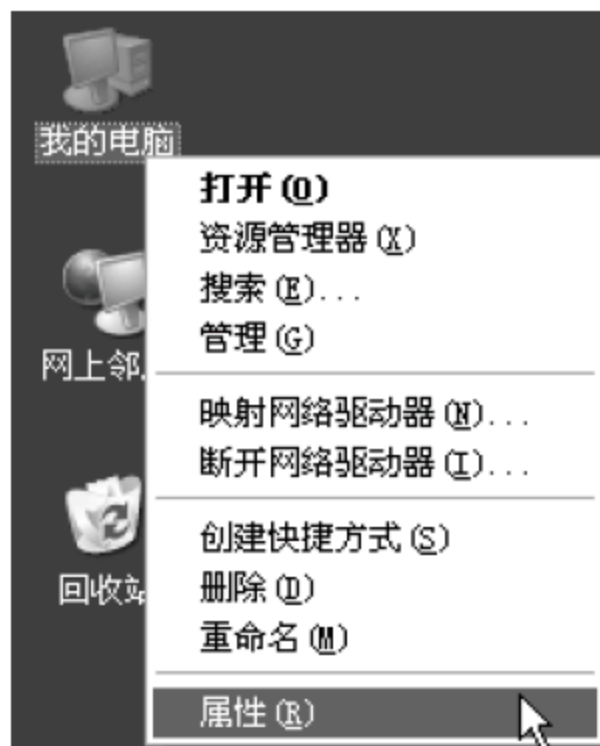 我的电脑
打开(O)
资源管理器(X)
搜索(E)...
管理(G)
网上邻
映射网络驱动器(N)...
断开网络驱动器(I)...
创建快捷方式(S)
删除(D)
回收站
重命名(M)
属性(R)